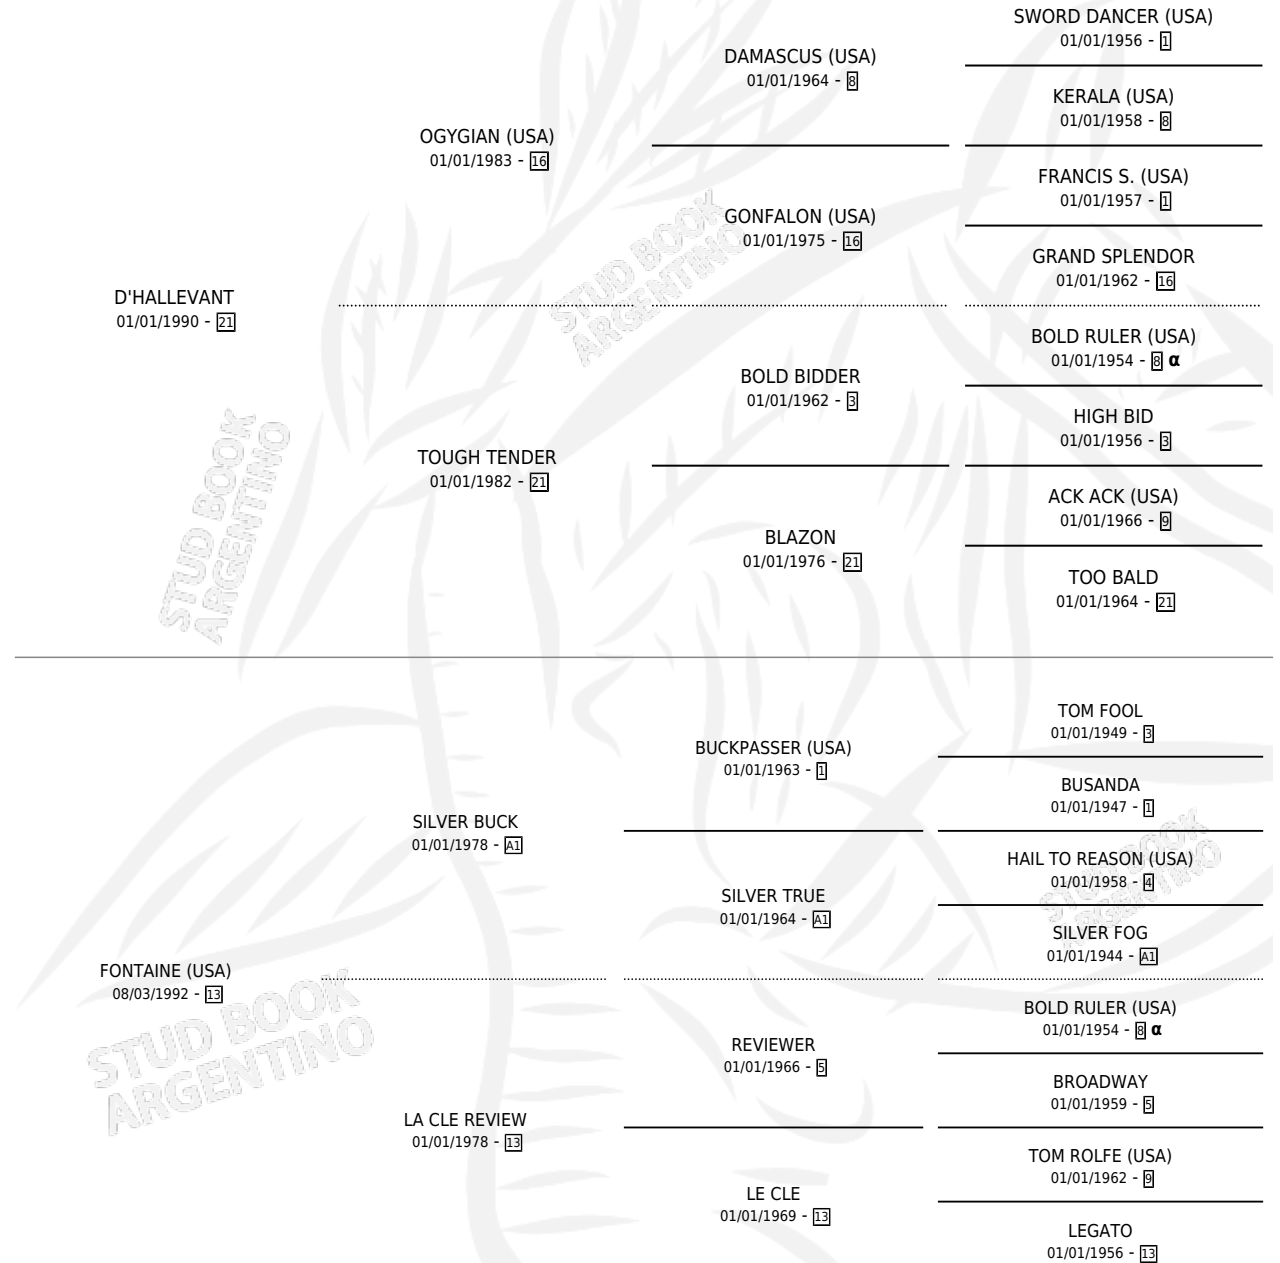 SWORD DANCER (USA)
01/01/1956 - 1
DAMASCUS (USA)
01/01/1964 - 8
KERALA (USA)
01/01/1958 - 8
OGYGIAN (USA)
01/01/1983 - 16
FRANCIS S. (USA)
01/01/1957 - 1
GONFALON (USA)
01/01/1975 - 16
GRAND SPLENDOR
01/01/1962 - 16
STUD BOOK
ARGENTINO
D'HALLEVANT
01/01/1990 - 21
BOLD RULER (USA)
01/01/1954 - 8 α
BOLD BIDDER
01/01/1962 - 3
HIGH BID
01/01/1956 - 3
TOUGH TENDER
01/01/1982 - 21
ACK ACK (USA)
01/01/1966 - 9
BLAZON
01/01/1976 - 21
TOO BALD
01/01/1964 - 21
STUD BOOK
ARGENTINO
TOM FOOL
01/01/1949 - 3
BUCKPASSER (USA)
01/01/1963 - 1
BUSANDA
01/01/1947 - 1
SILVER BUCK
01/01/1978 - A1
HAIL TO REASON (USA)
01/01/1958 - 4
STUD BOOK
ARGENTINO
SILVER TRUE
01/01/1964 - A1
SILVER FOG
01/01/1944 - A1
FONTAINE (USA)
08/03/1992 - 13
BOLD RULER (USA)
01/01/1954 - 8 α
STUD BOOK
ARGENTINO
REVIEWER
01/01/1966 - 5
BROADWAY
01/01/1959 - 5
LA CLE REVIEW
01/01/1978 - 13
TOM ROLFE (USA)
01/01/1962 - 9
LE CLE
01/01/1969 - 13
LEGATO
01/01/1956 - 13